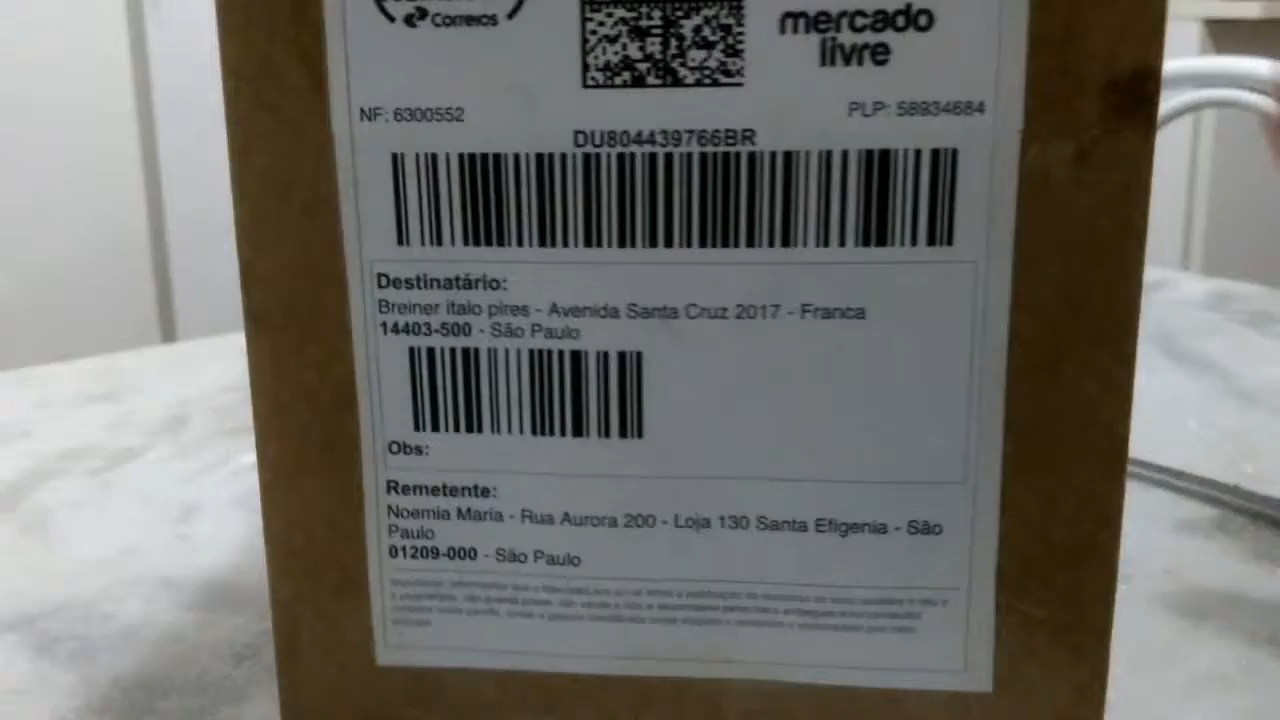 Correios
mercado
livre
NF: 6300552
PLP: 58934684
DU804439766BR
Destinatário:
Breiner italo pires - Avenida Santa Cruz 2017 - Franca
14403-500 - São Paulo
Obs:
Remetente:
Noemia Maria - Rua Aurora 200 - Loja 130 Santa Efigenia - São
Paulo
01209-000 - São Paulo